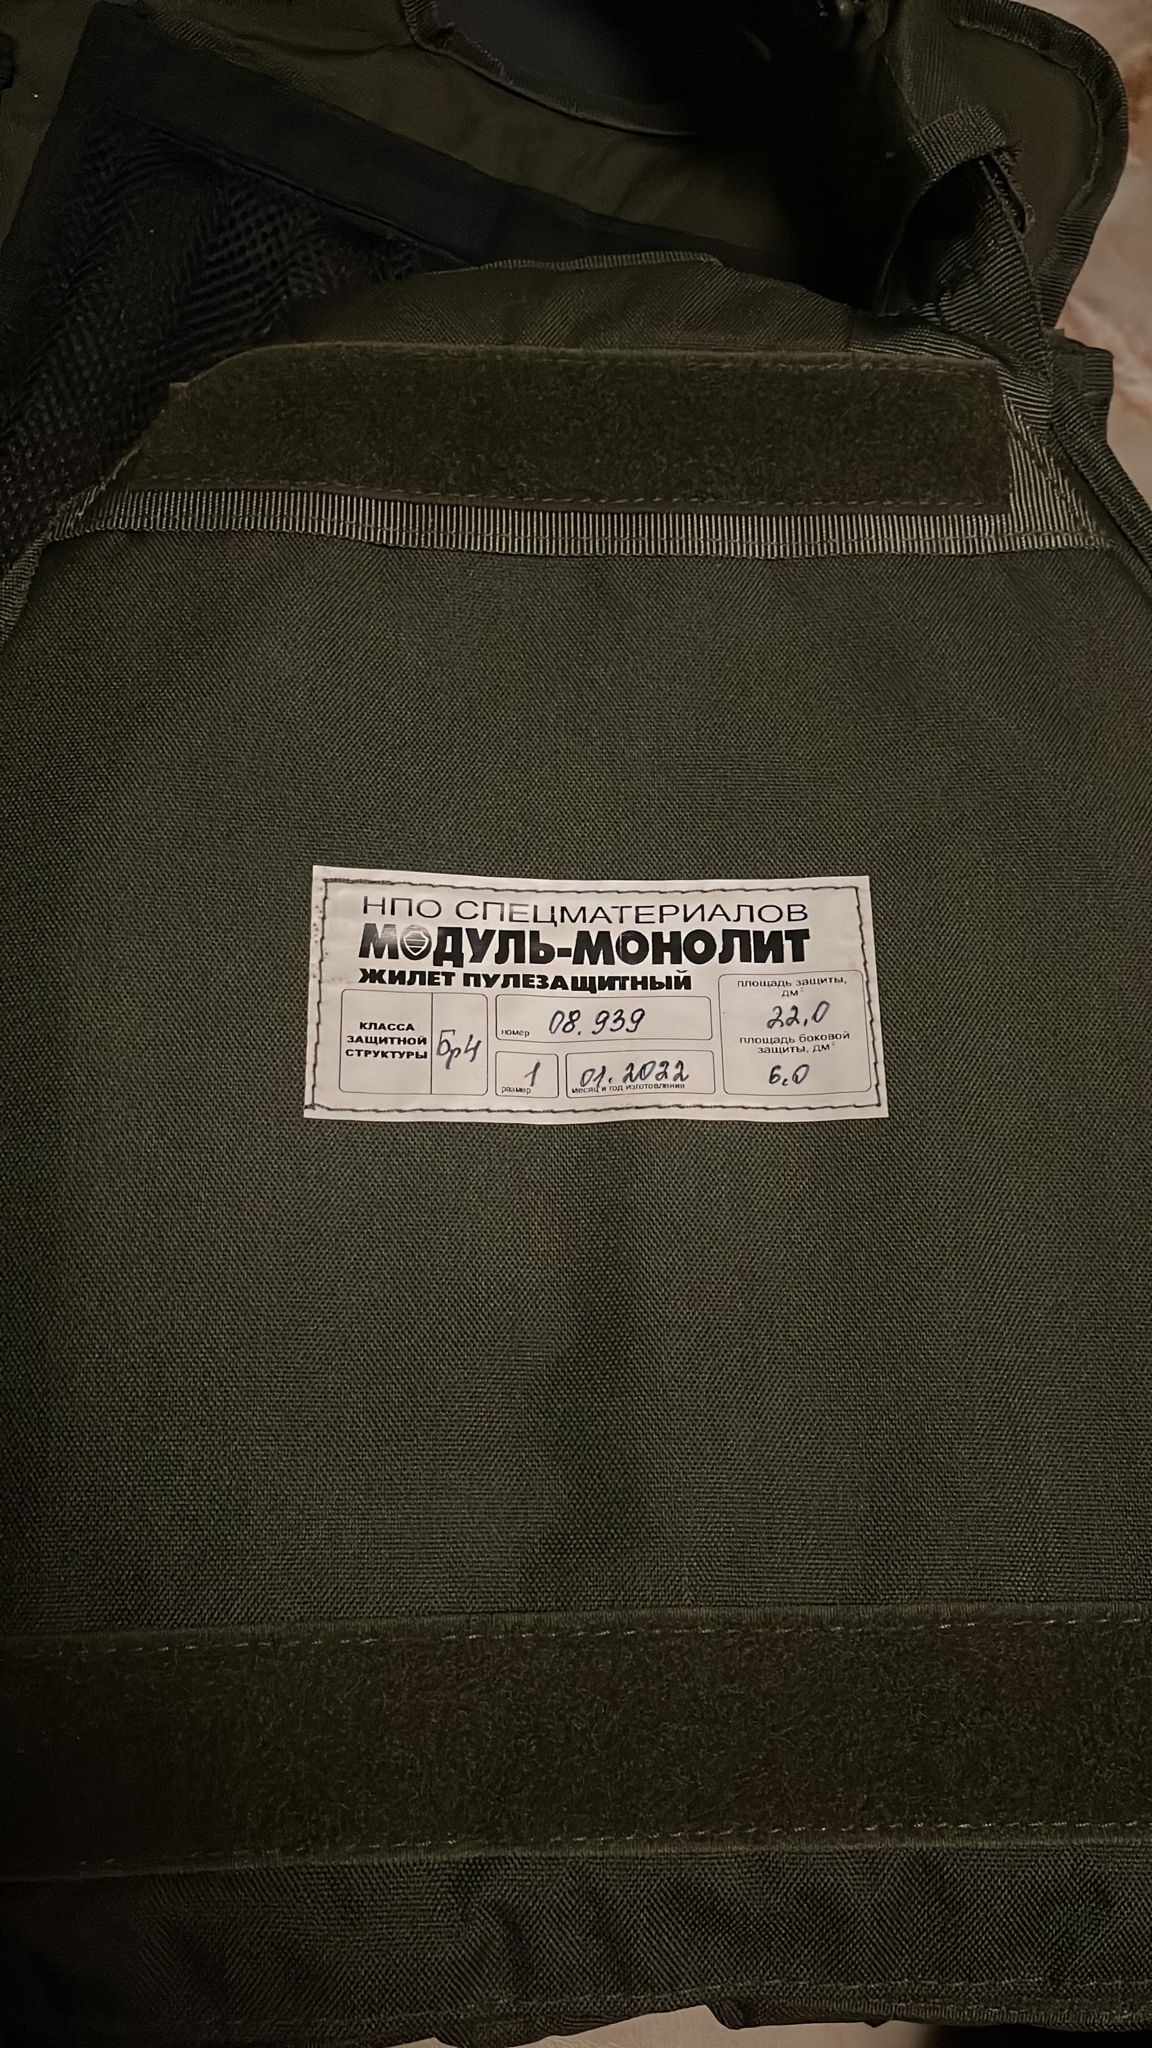 НПО СПЕЦМАТЕРИАЛОВ
МОДУЛЬ-МОНОЛИТ
ЖИЛЕТ ПУЛЕЗАЩИТНЫЙ
КЛАССА
ЗАЩИТНОЙ
СТРУКТУРЫ
Бр4
номер 08.939
размер 1
01.2022
месяц и год изготовления
площадь защиты,
дм²
22,0
площадь боковой
защиты, дм²
6.0